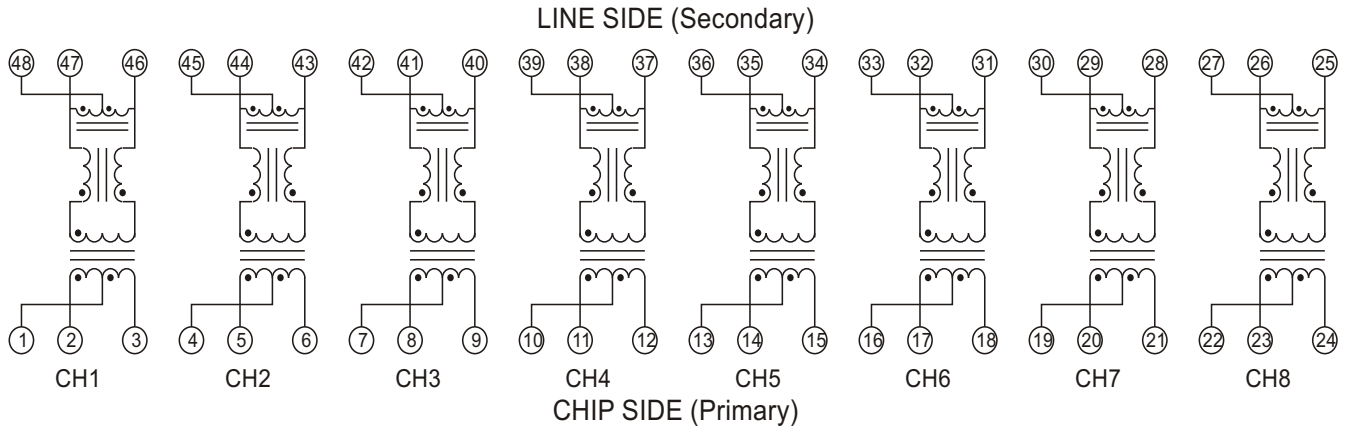 LINE SIDE (Secondary)
48 47 46 45 44 43 42 41 40 39 38 37 36 35 34 33 32 31 30 29 28 27 26 25
1 2 3 4 5 6 7 8 9 10 11 12 13 14 15 16 17 18 19 20 21 22 23 24
CH1 CH2 CH3 CH4 CH5 CH6 CH7 CH8
CHIP SIDE (Primary)